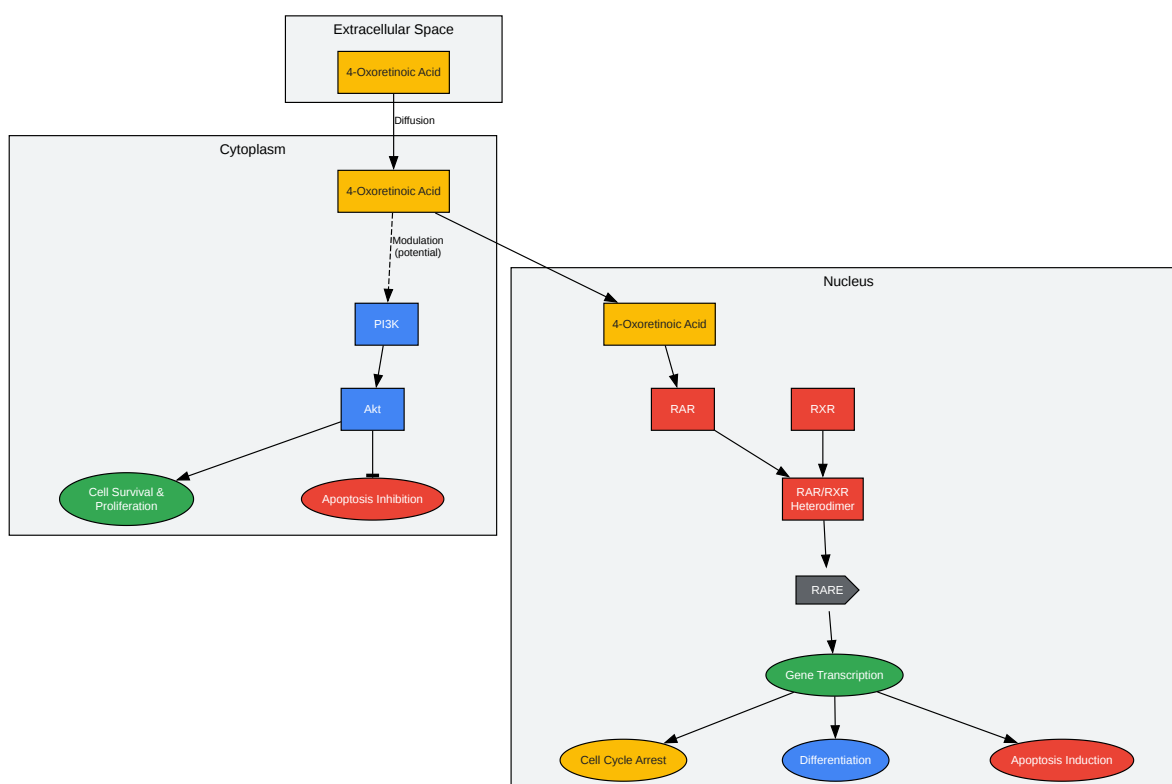 Extracellular Space
4-Oxoretinoic Acid
Diffusion
Cytoplasm
4-Oxoretinoic Acid
Modulation
(potential)
PI3K
Akt
Cell Survival &
Proliferation
Apoptosis Inhibition
Nucleus
4-Oxoretinoic Acid
RAR
RXR
RAR/RXR
Heterodimer
RARE
Gene Transcription
Cell Cycle Arrest
Differentiation
Apoptosis Induction